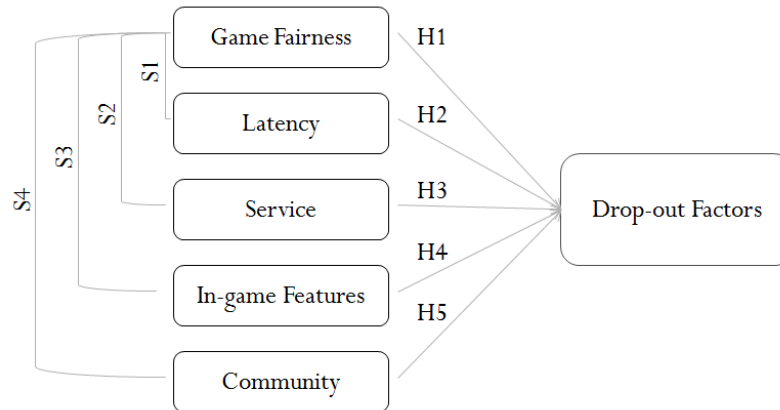 Game Fairness
H1
S1
Latency
H2
S2
Service
H3
Drop-out Factors
S3
In-game Features
H4
S4
Community
H5